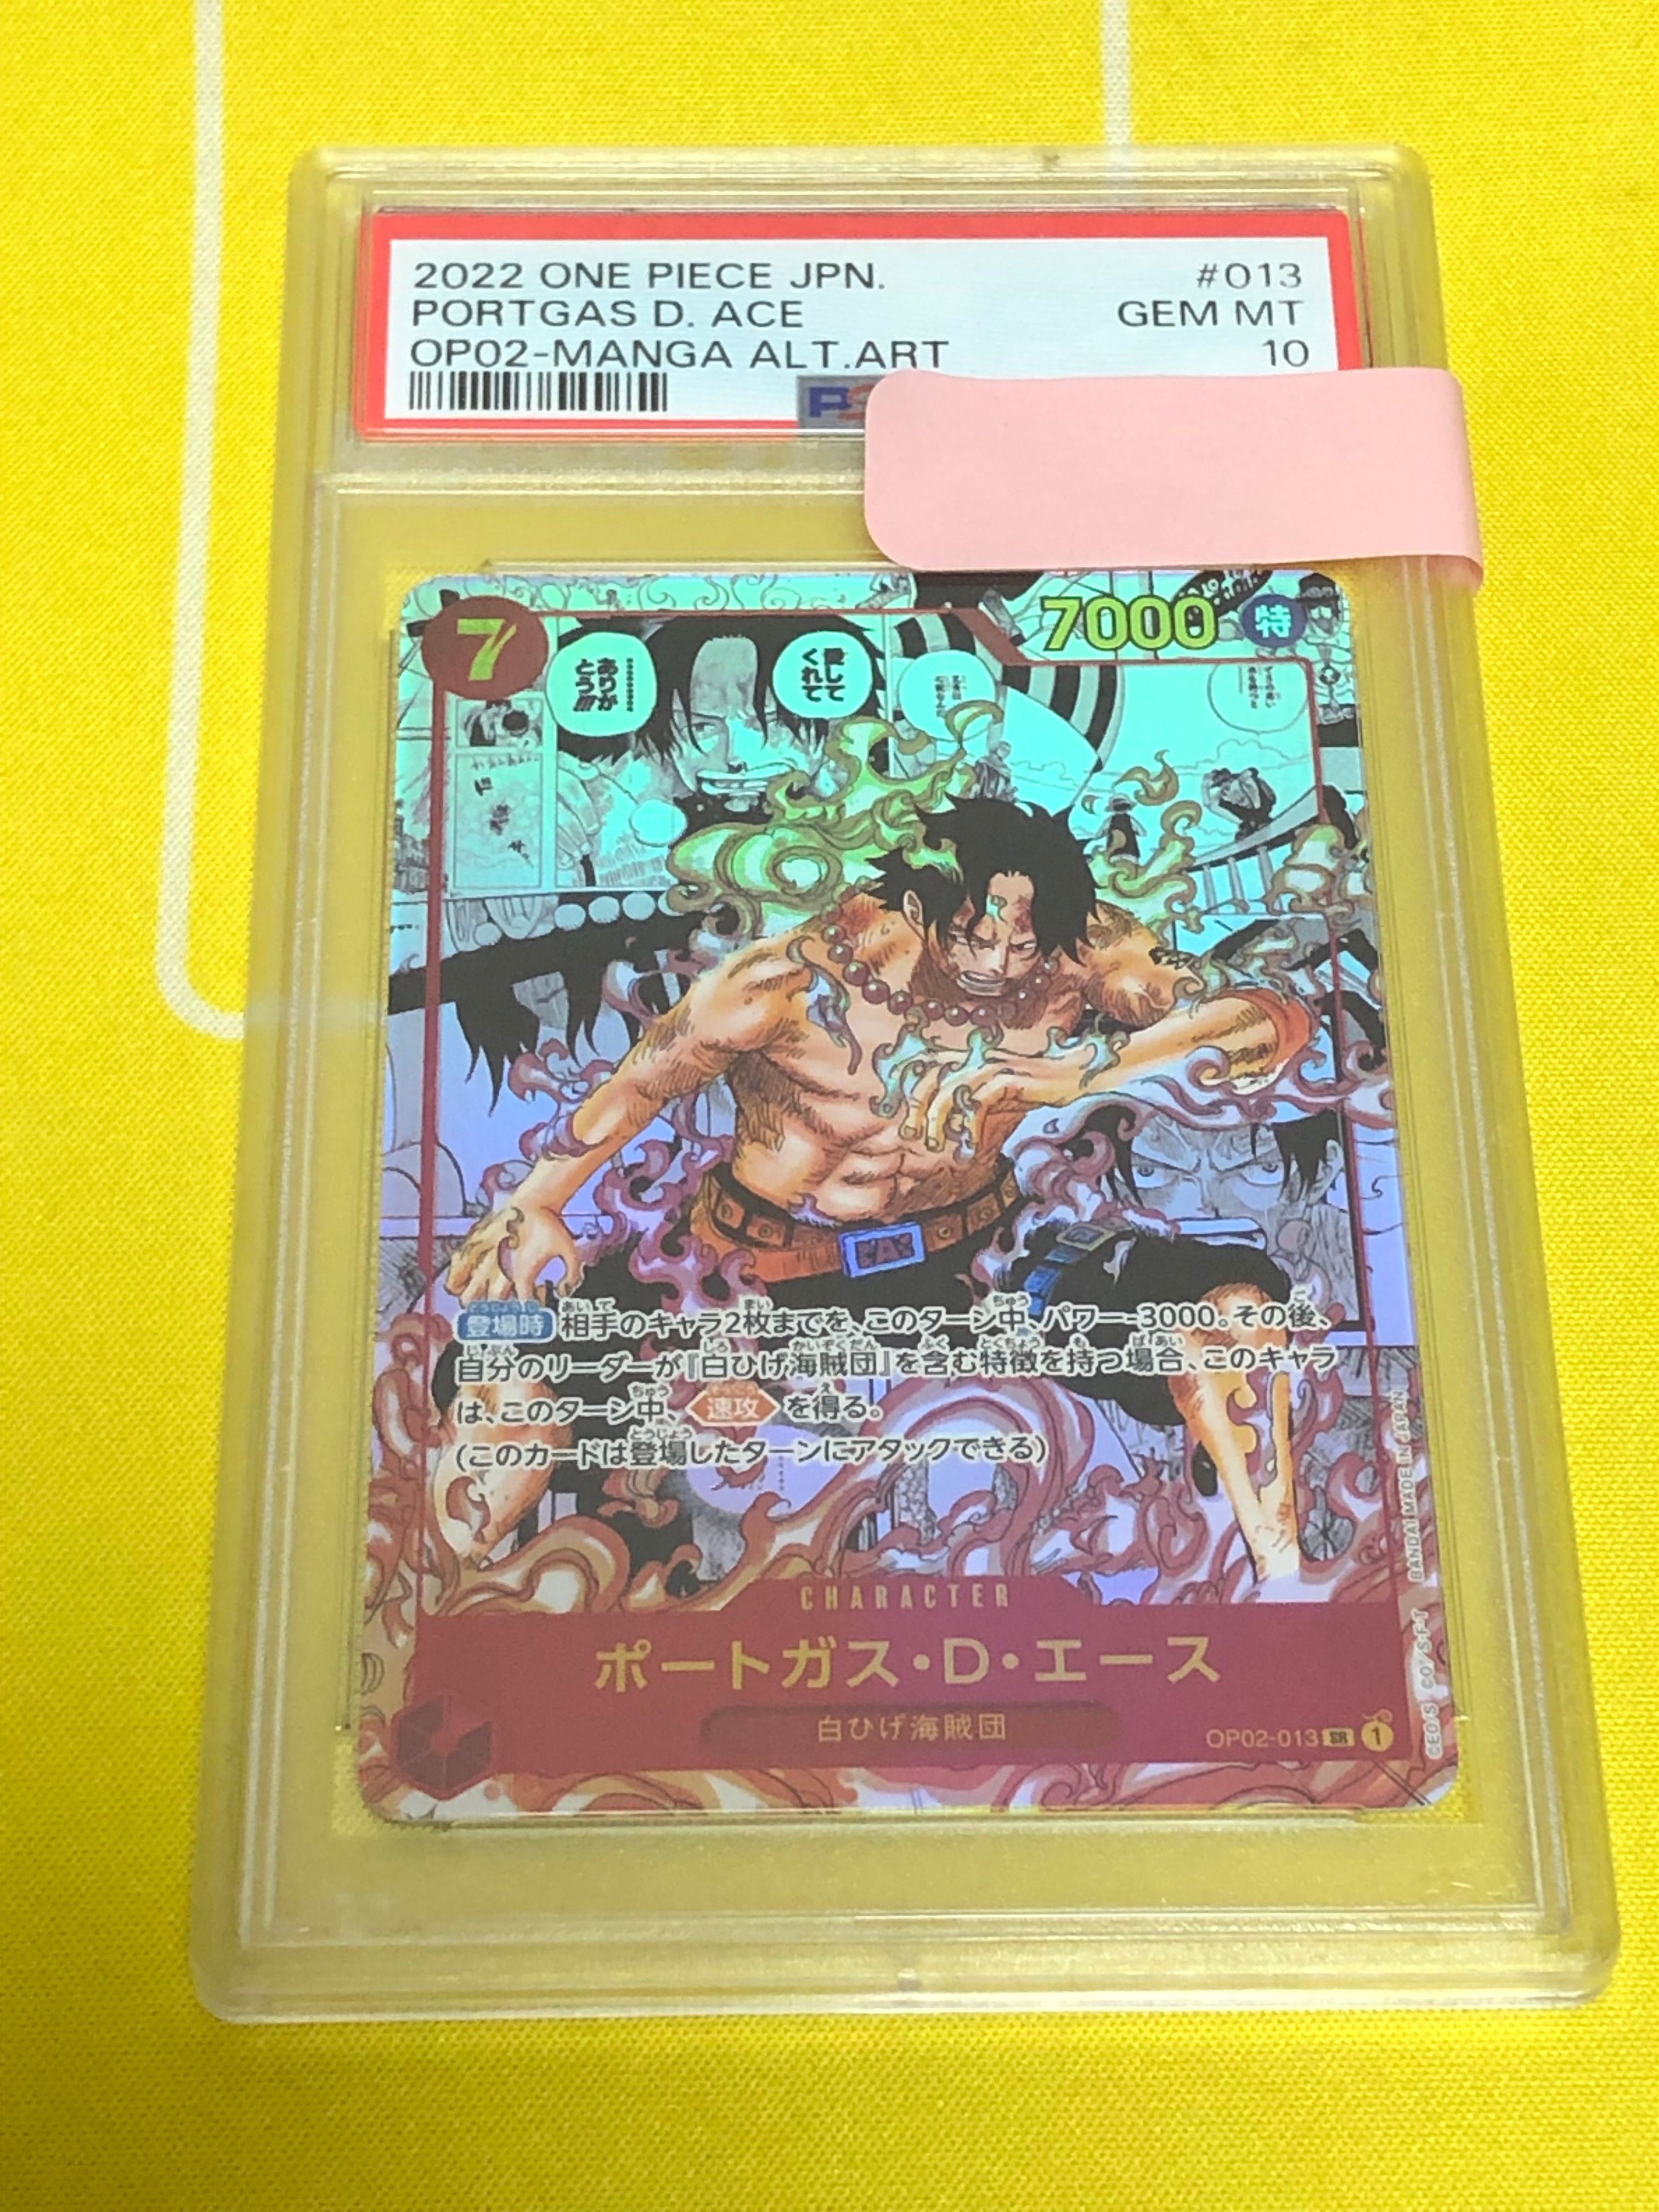 2022 ONE PIECE JPN. #013
PORTGAS D. ACE GEM MT
OP02-MANGA ALT.ART 10
7
7000 特
愛して
くれて
………
ありが
とう!!!
ド
登場時 相手のキャラ2枚までを、このターン中、パワー-3000。その後、
自分のリーダーが『白ひげ海賊団』を含む特徴を持つ場合、このキャラ
は、このターン中、速攻を得る。
(このカードは登場したターンにアタックできる)
CHARACTER
ポートガス・D・エース
白ひげ海賊団
OP02-013 SR 1
©E.O/S. C0./S.F.T BANDAI MADE IN JAPAN